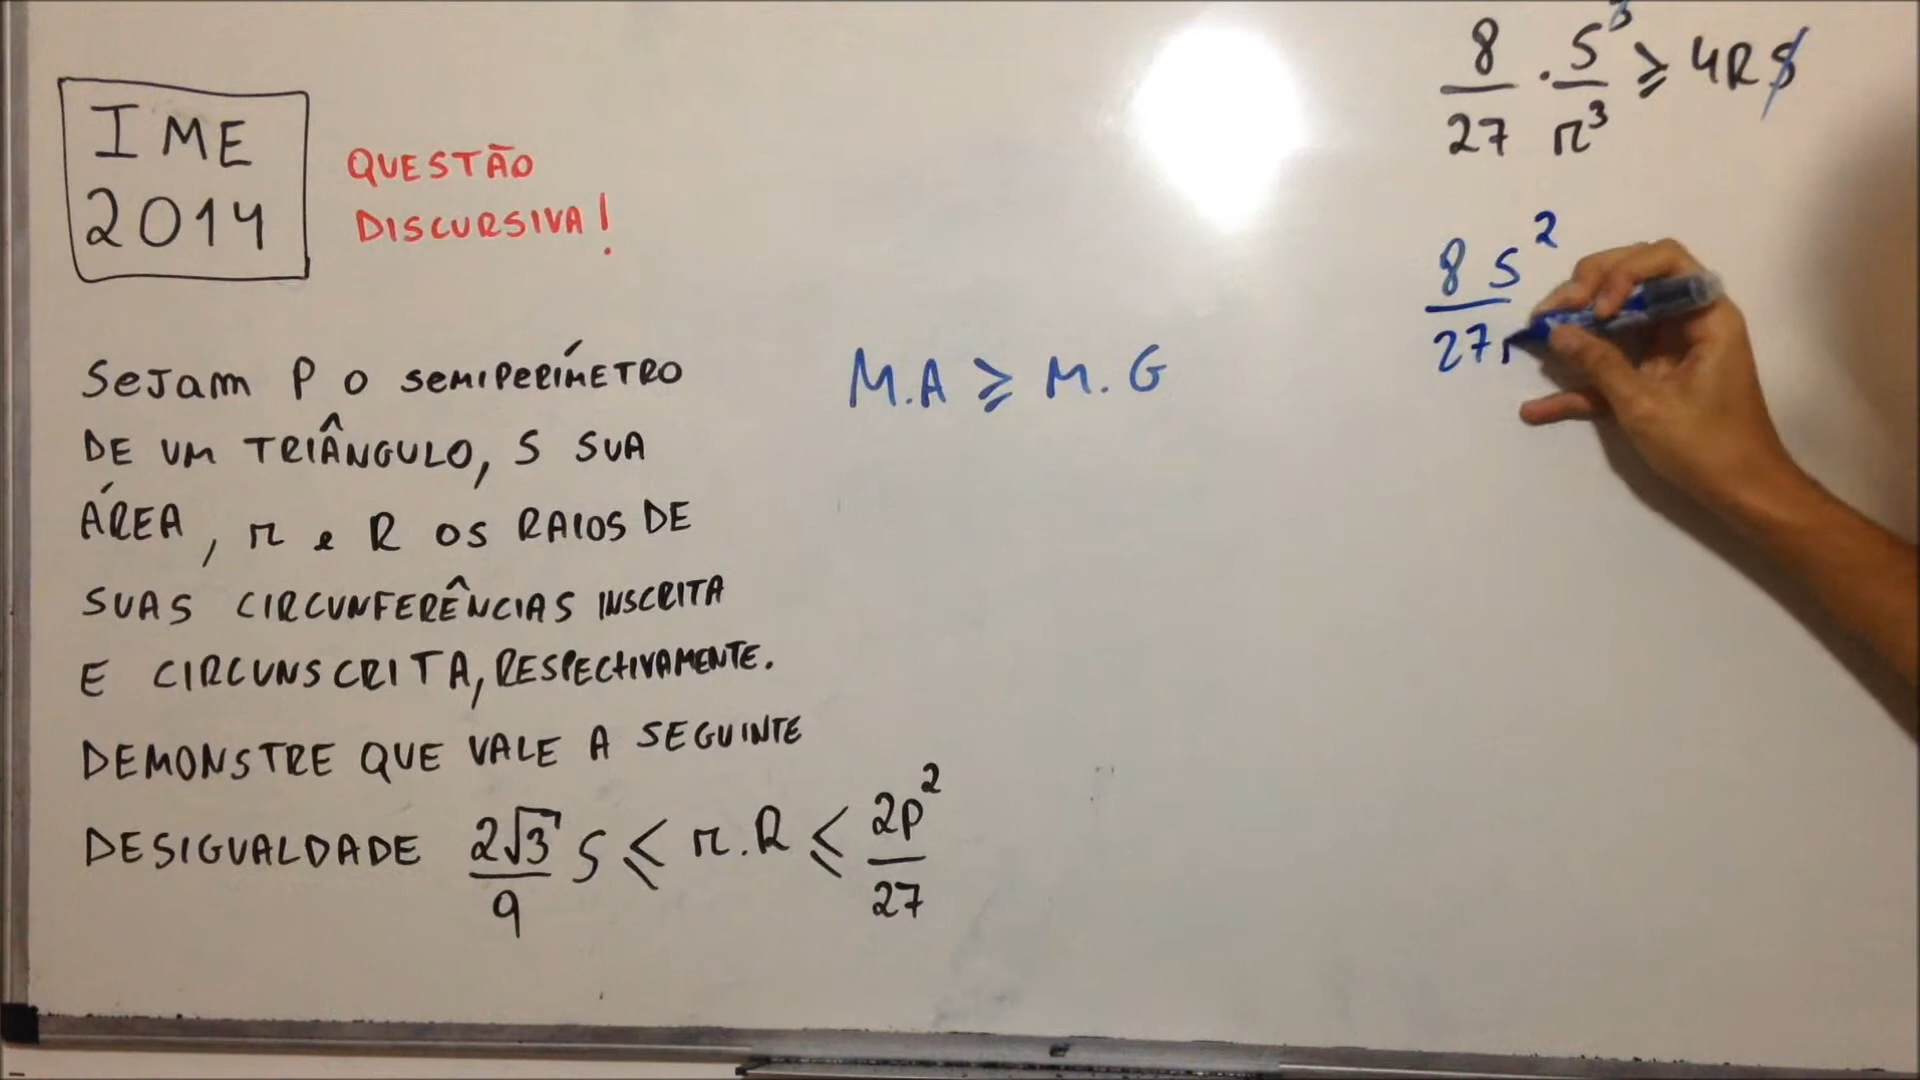 IME
2014
QUESTÃO
DISCURSIVA!
SEJAM P O SEMIPERÍMETRO
DE UM TRIÂNGULO, S SUA
ÁREA, r e R OS RAIOS DE
SUAS CIRCUNFERÊNCIAS INSCRITA
E CIRCUNSCRITA, RESPECTIVAMENTE.
DEMONSTRE QUE VALE A SEGUINTE
DESIGUALDADE 2√3/9 S ≤ r.R ≤ 2P²/27
M.A ≥ M.G
8/27 . S³/r³ ≥ 4RS
8S²/27